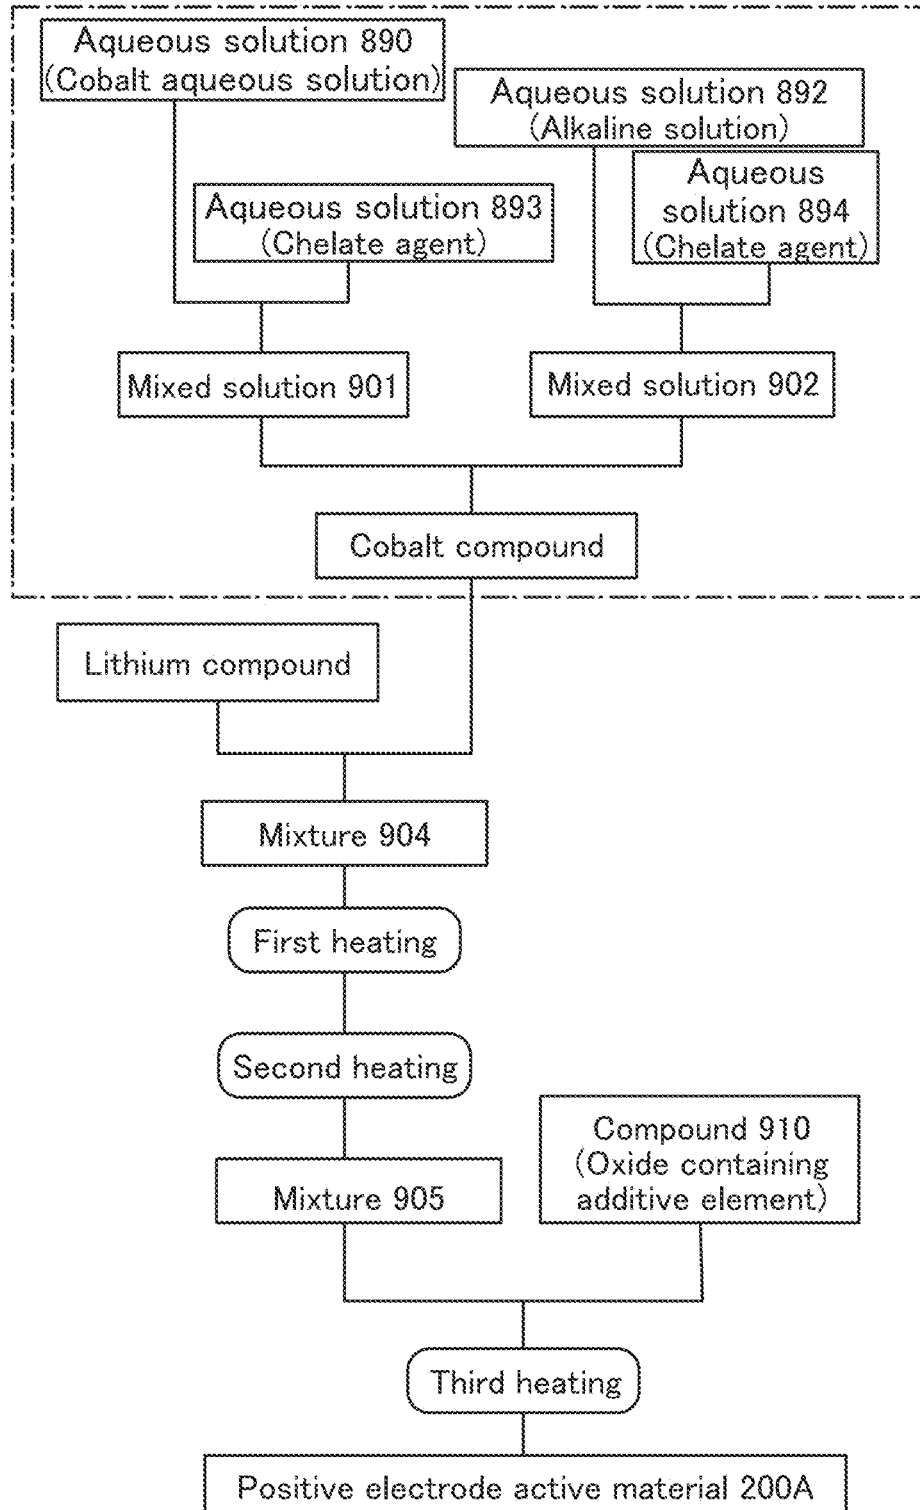 Aqueous solution 890
(Cobalt aqueous solution)
Aqueous solution 892
(Alkaline solution)
Aqueous solution 893
(Chelate agent)
Aqueous
solution 894
(Chelate agent)
Mixed solution 901
Mixed solution 902
Cobalt compound
Lithium compound
Mixture 904
First heating
Second heating
Mixture 905
Compound 910
(Oxide containing
additive element)
Third heating
Positive electrode active material 200A